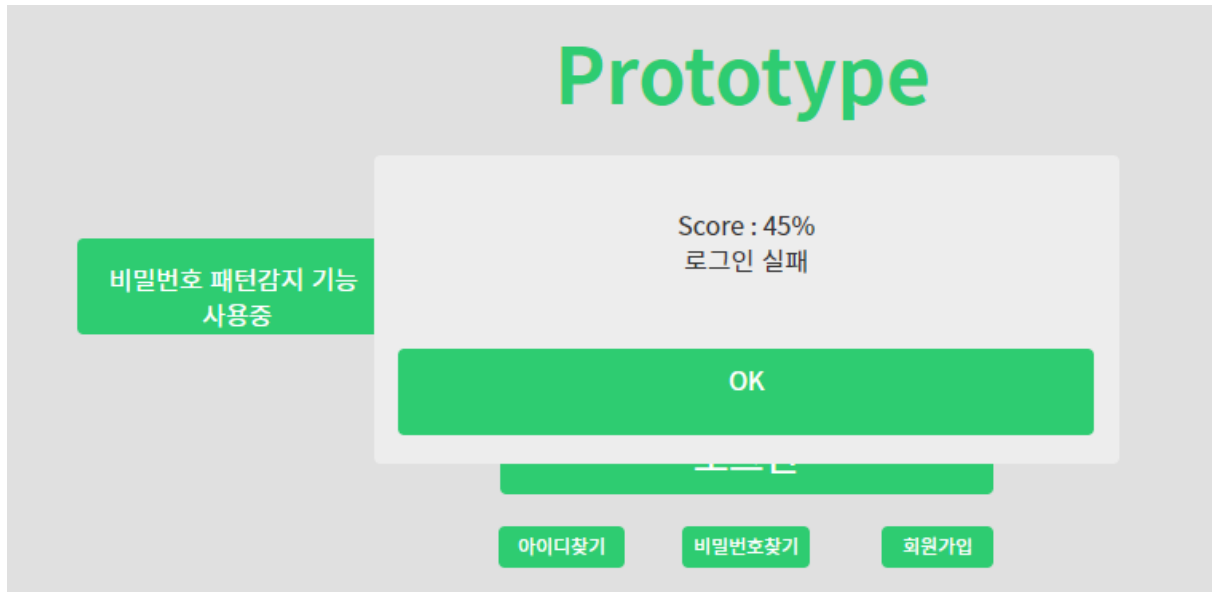 Prototype
Score : 45%
로그인 실패
비밀번호 패턴감지 기능
사용중
OK
아이디찾기
비밀번호찾기
회원가입